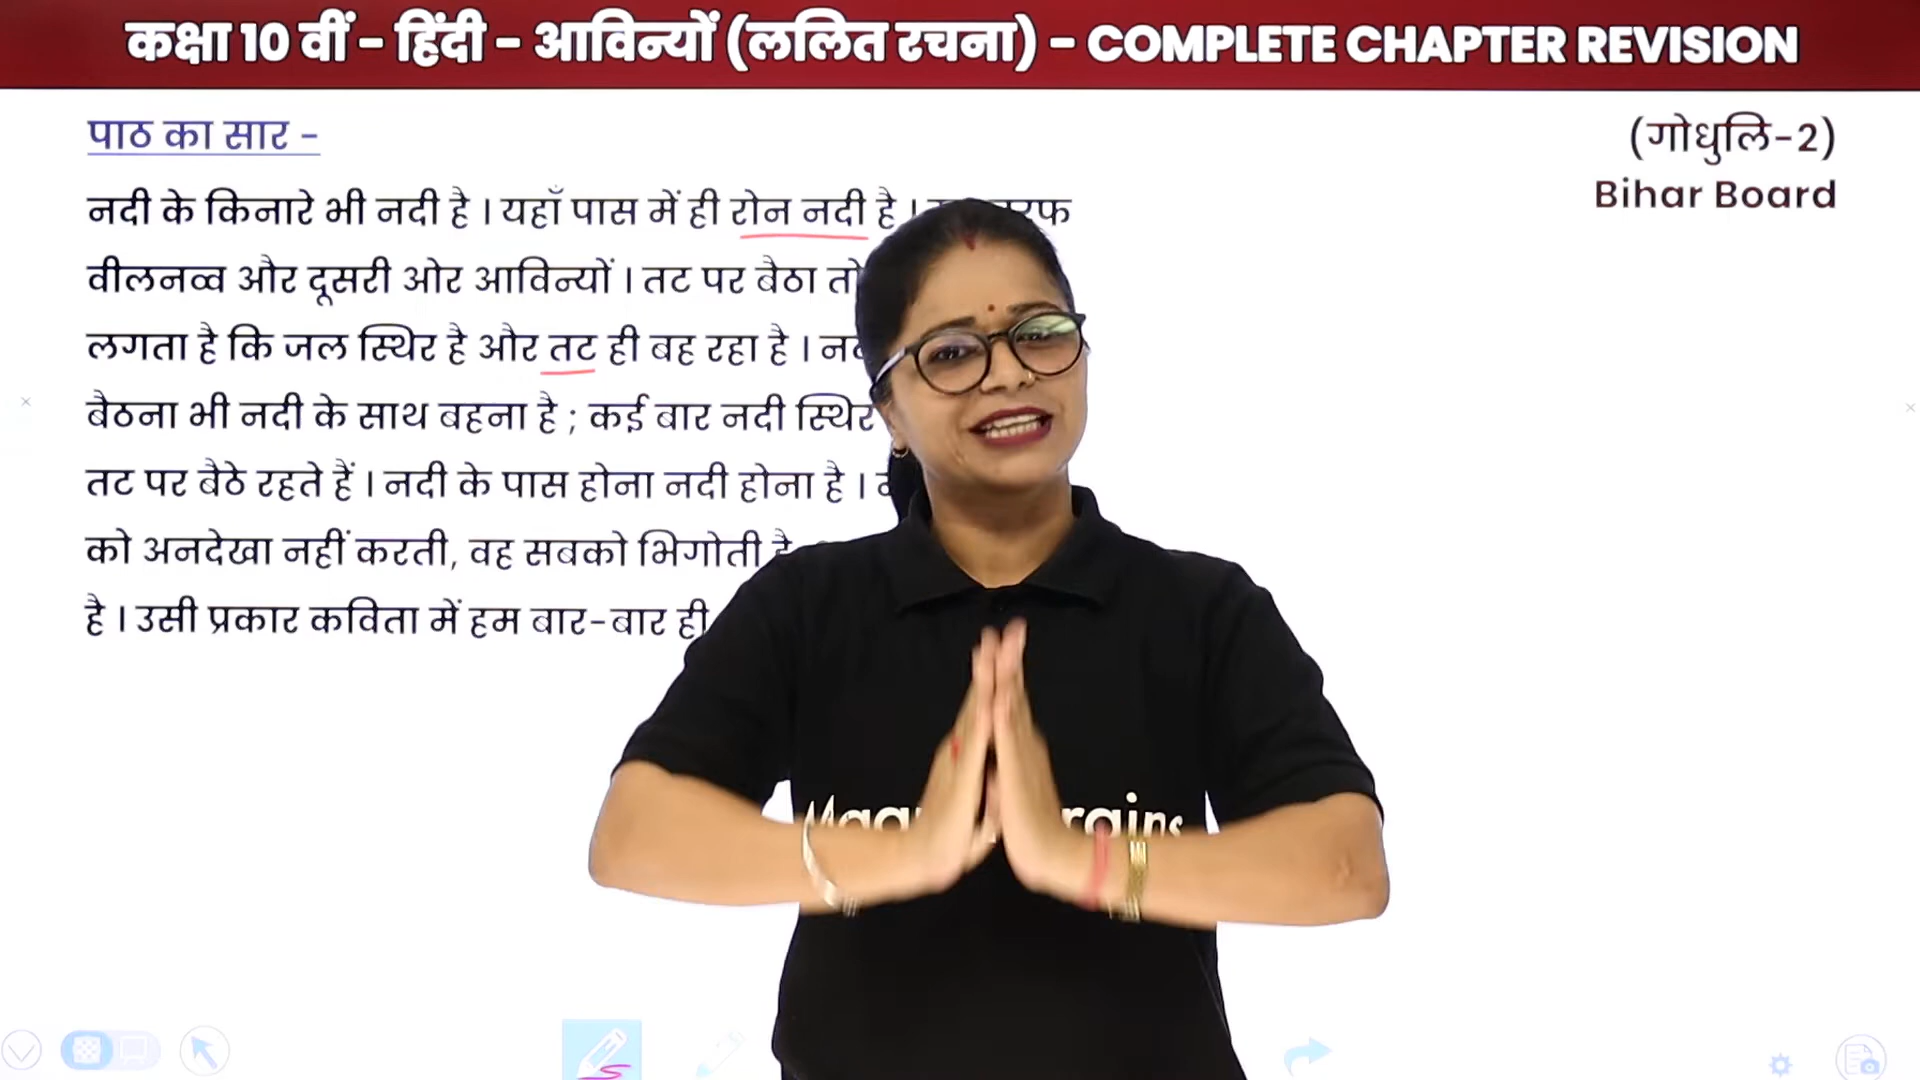 कक्षा 10 वीं - हिंदी - आविन्यों (ललित रचना) - COMPLETE CHAPTER REVISION
पाठ का सार -
(गोधुलि-2)
Bihar Board
नदी के किनारे भी नदी है । यहाँ पास में ही रोन नदी है ।
वीलनव्व और दूसरी ओर आविन्यों । तट पर बैठा
लगता है कि जल स्थिर है और तट ही बह रहा है ।
बैठना भी नदी के साथ बहना है ; कई बार नदी स्थिर
तट पर बैठे रहते हैं । नदी के पास होना नदी होना है ।
को अनदेखा नहीं करती, वह सबको भिगोती
है । उसी प्रकार कविता में हम बार-बार ही